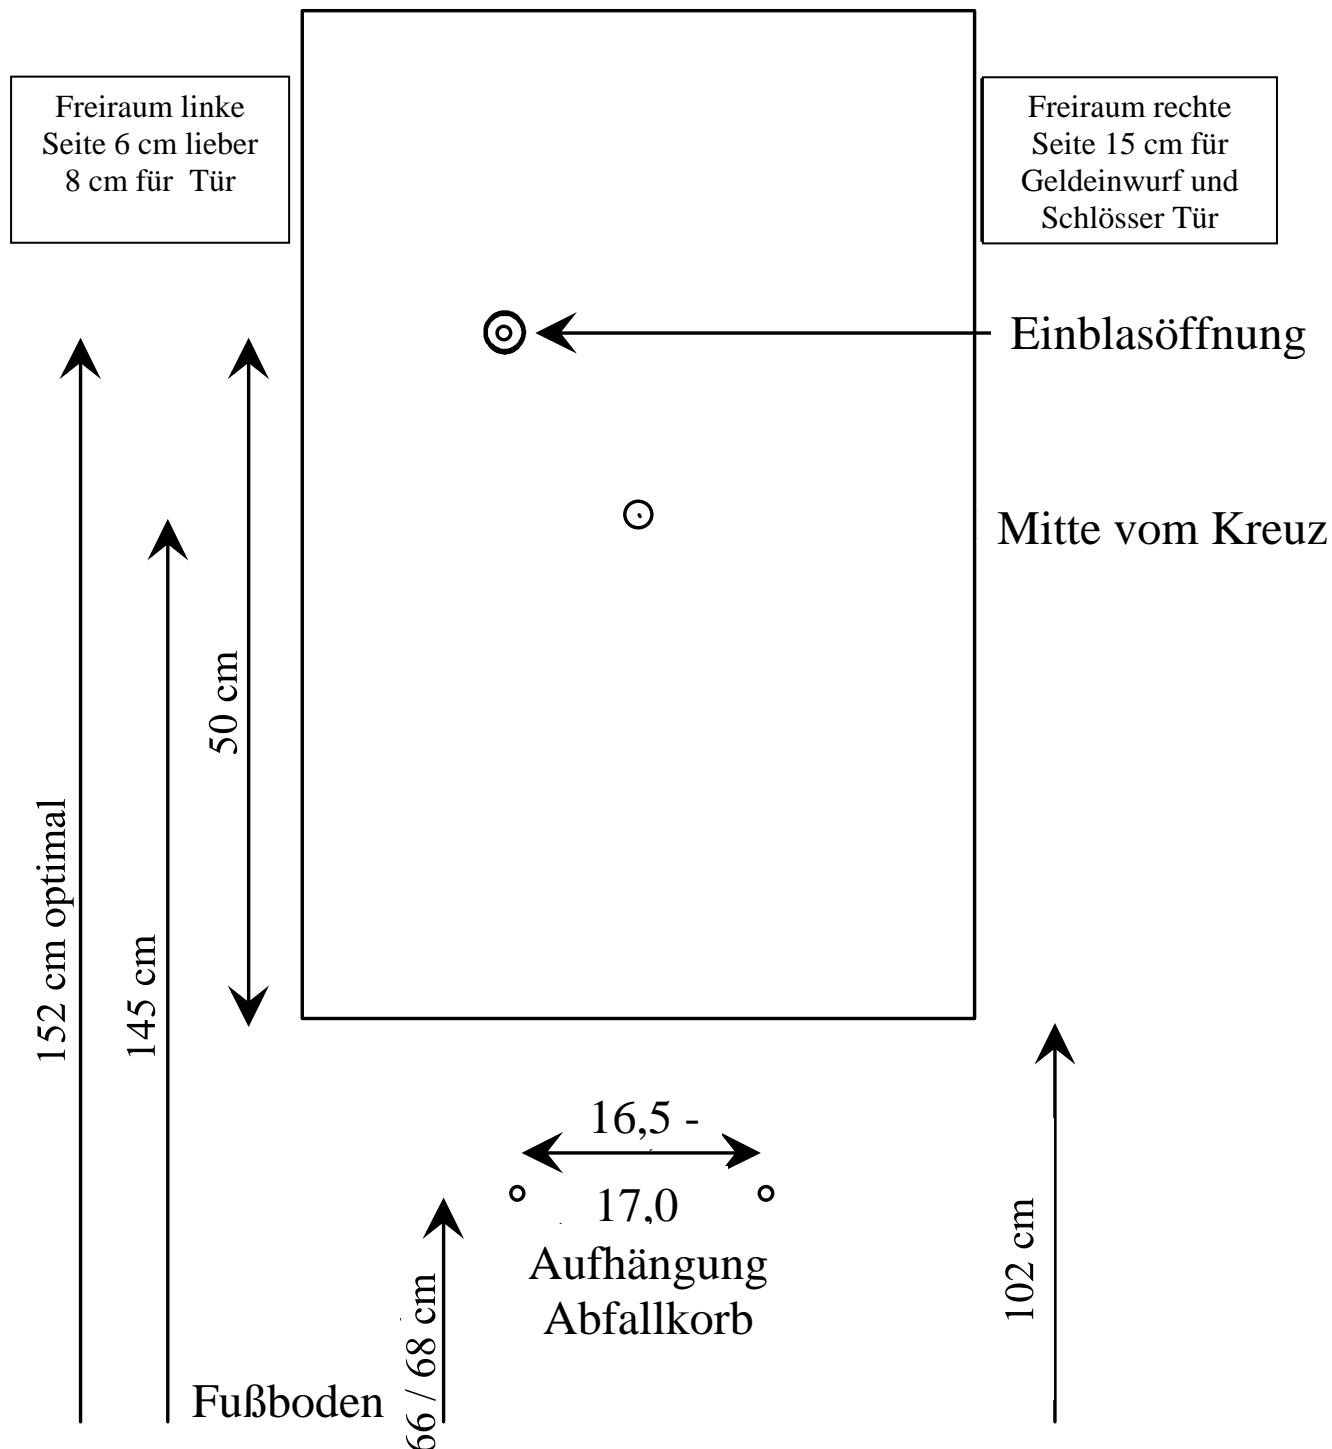 Freiraum linke
Seite 6 cm lieber
8 cm für Tür
Freiraum rechte
Seite 15 cm für
Geldeinwurf und
Schlösser Tür
Einblasöffnung
Mitte vom Kreuz
50 cm
152 cm optimal
145 cm
16,5 -
17,0
Aufhängung
Abfallkorb
102 cm
66 / 68 cm
Fußboden